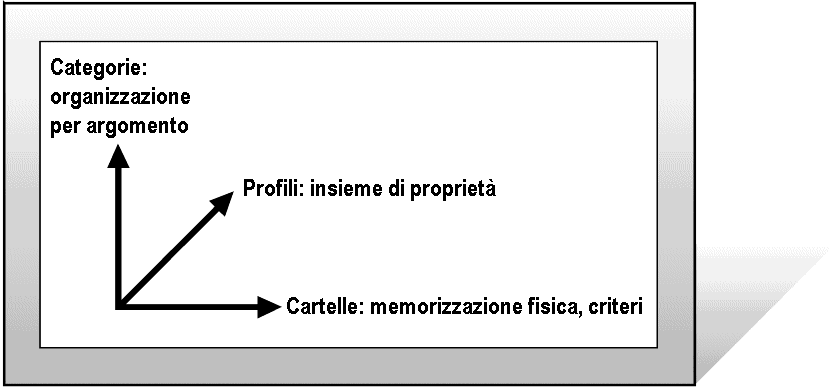 Categorie:
organizzazione
per argomento
Profili: insieme di proprietà
Cartelle: memorizzazione fisica, criteri